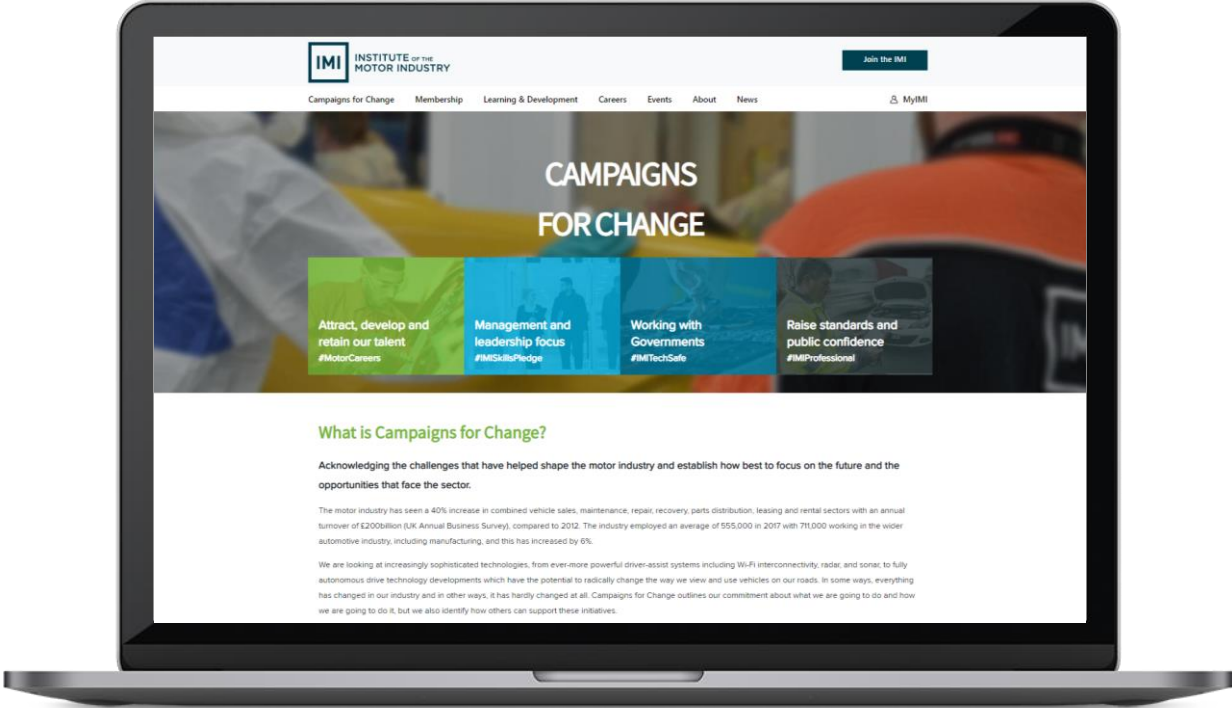 IMI
INSTITUTE OF THE
MOTOR INDUSTRY
Join the IMI
Campaigns for Change Membership Learning & Development Careers Events About News MyIMI
CAMPAIGNS
FOR CHANGE
Attract, develop and
retain our talent
#MotorCareers
Management and
leadership focus
#IMISkillsPledge
Working with
Governments
#IMITechSafe
Raise standards and
public confidence
#IMIProfessional
What is Campaigns for Change?
Acknowledging the challenges that have helped shape the motor industry and establish how best to focus on the future and the
opportunities that face the sector.
The motor industry has seen a 40% increase in combined vehicle sales, maintenance, repair, recovery, parts distribution, leasing and rental sectors with an annual
turnover of £200billion (UK Annual Business Survey), compared to 2012. The industry employed an average of 555,000 in 2017 with 711,000 working in the wider
automotive industry, including manufacturing, and this has increased by 6%.
We are looking at increasingly sophisticated technologies, from ever-more powerful driver-assist systems including Wi-Fi interconnectivity, radar, and sonar, to fully
autonomous drive technology developments which have the potential to radically change the way we view and use vehicles on our roads. In some ways, everything
has changed in our industry and in other ways, it has hardly changed at all. Campaigns for Change outlines our commitment about what we are going to do and how
we are going to do it, but we also identify how others can support these initiatives.